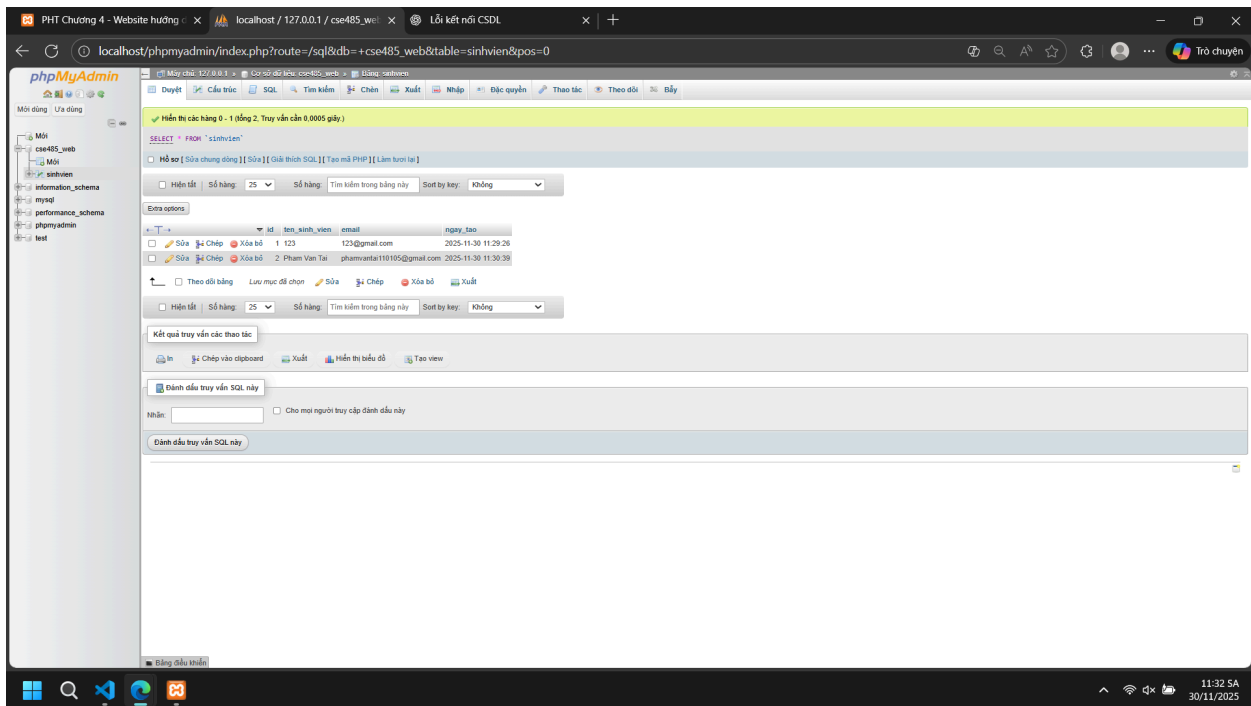 PHT Chương 4 - Website hướng d
localhost / 127.0.0.1 / cse485_web
Lỗi kết nối CSDL
localhost/phpmyadmin/index.php?route=/sql&db=+cse485_web&table=sinhvien&pos=0
Trò chuyện
phpMyAdmin
Mới dùng Ưa dùng
Mới
cse485_web
Mới
sinhvien
information_schema
mysql
performance_schema
phpmyadmin
test
Máy chủ: 127.0.0.1 » Cơ sở dữ liệu: cse485_web » Bảng: sinhvien
Duyệt Cấu trúc SQL Tìm kiếm Chèn Xuất Nhập Đặc quyền Thao tác Theo dõi Bẫy
Hiển thị các hàng 0 - 1 (tổng 2, Truy vấn cần 0,0005 giây.)
SELECT * FROM `sinhvien`
Hồ sơ [ Sửa chung dòng ] [ Sửa ] [ Giải thích SQL ] [ Tạo mã PHP ] [ Làm tươi lại ]
Hiện tất | Số hàng: 25 Số hàng: Tìm kiếm trong bảng này Sort by key: Không
Extra options
←T→ id ten_sinh_vien email ngay_tao
Sửa Chép Xóa bỏ 1 123 123@gmail.com 2025-11-30 11:29:26
Sửa Chép Xóa bỏ 2 Pham Van Tai phamvantai110105@gmail.com 2025-11-30 11:30:39
Theo dõi bảng Lưu mục đã chọn Sửa Chép Xóa bỏ Xuất
Hiện tất | Số hàng: 25 Số hàng: Tìm kiếm trong bảng này Sort by key: Không
Kết quả truy vấn các thao tác
In Chép vào clipboard Xuất Hiển thị biểu đồ Tạo view
Đánh dấu truy vấn SQL này
Nhãn: Cho mọi người truy cập đánh dấu này
Đánh dấu truy vấn SQL này
Bảng điều khiển
11:32 SA
30/11/2025